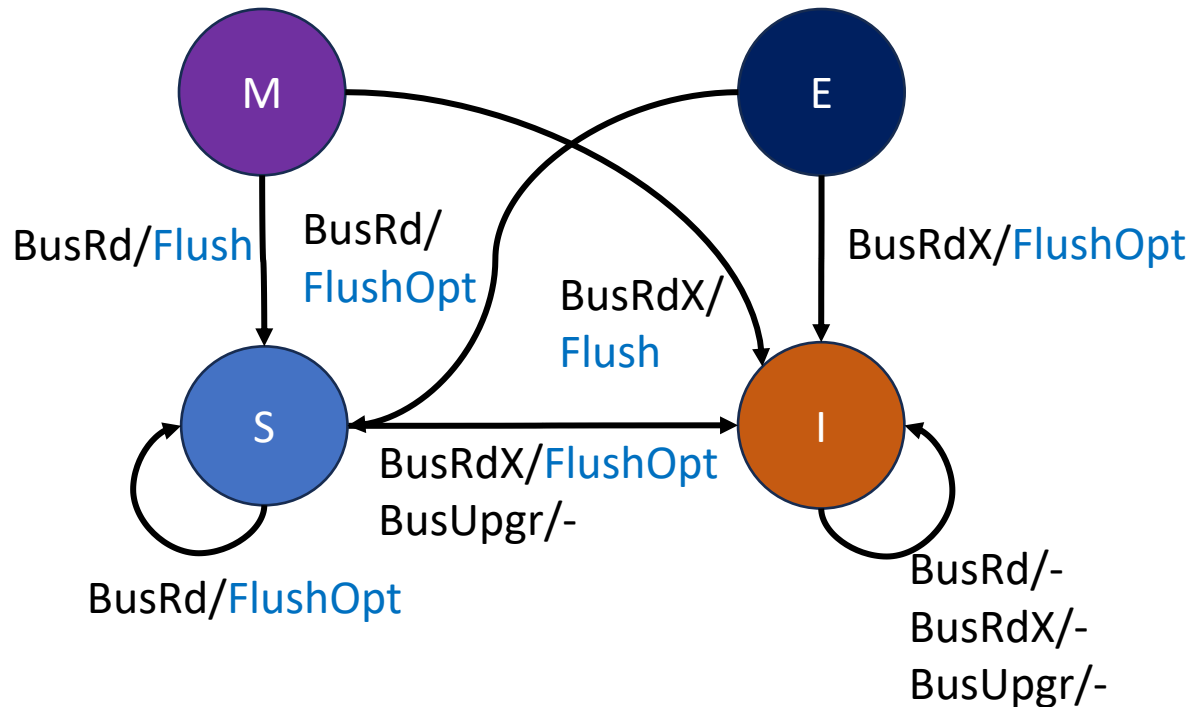 M
E
BusRd/Flush
BusRd/
FlushOpt
BusRdX/
Flush
BusRdX/FlushOpt
S
I
BusRdX/FlushOpt
BusUpgr/-
BusRd/FlushOpt
BusRd/-
BusRdX/-
BusUpgr/-